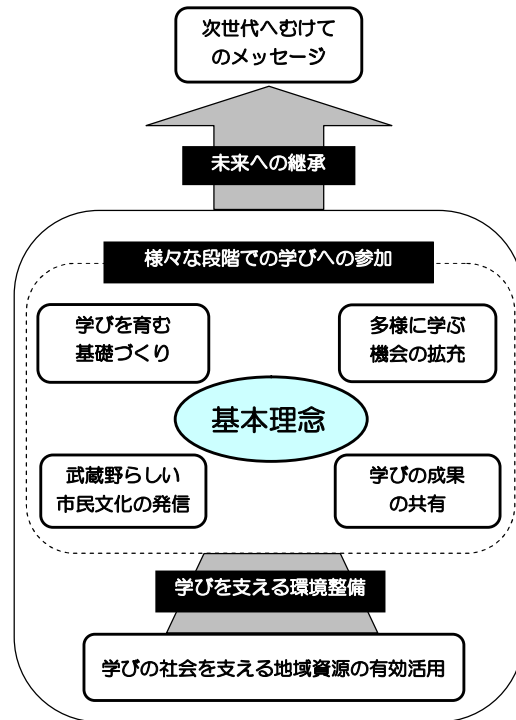 次世代へむけて
のメッセージ
未来への継承
様々な段階での学びへの参加
学びを育む
基礎づくり
多様に学ぶ
機会の拡充
基本理念
武蔵野らしい
市民文化の発信
学びの成果
の共有
学びを支える環境整備
学びの社会を支える地域資源の有効活用